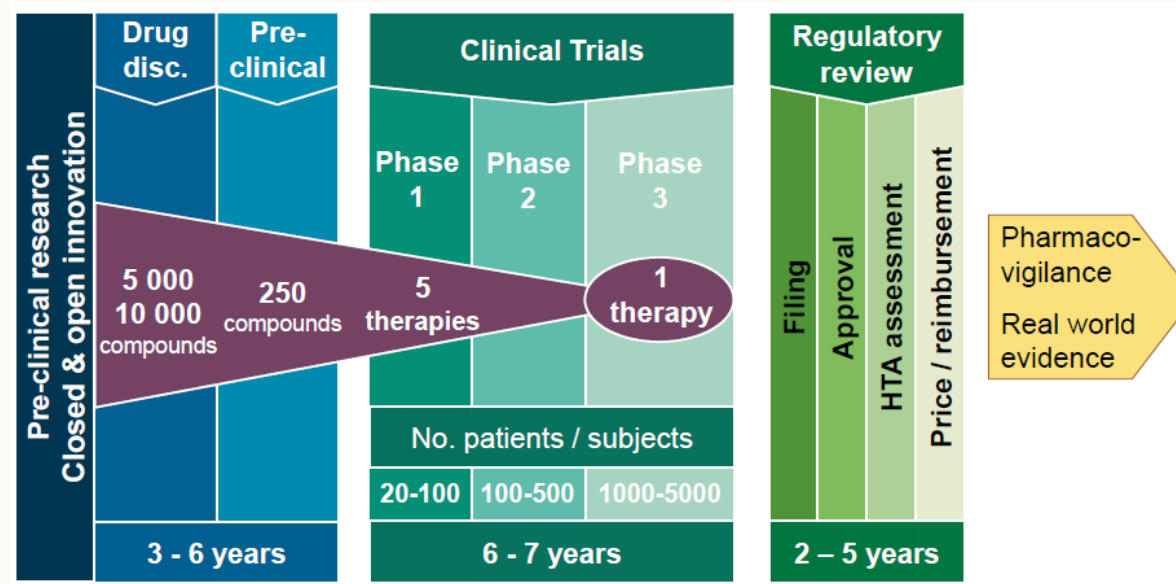 Pre-clinical research
Closed & open innovation
Drug
disc.
Pre-
clinical
5 000
10 000
compounds
250
compounds
3 - 6 years
Clinical Trials
Phase
1
Phase
2
Phase
3
5
therapies
1
therapy
No. patients / subjects
20-100
100-500
1000-5000
6 - 7 years
Regulatory
review
Filing
Approval
HTA assessment
Price / reimbursement
2 – 5 years
Pharmaco-
vigilance
Real world
evidence